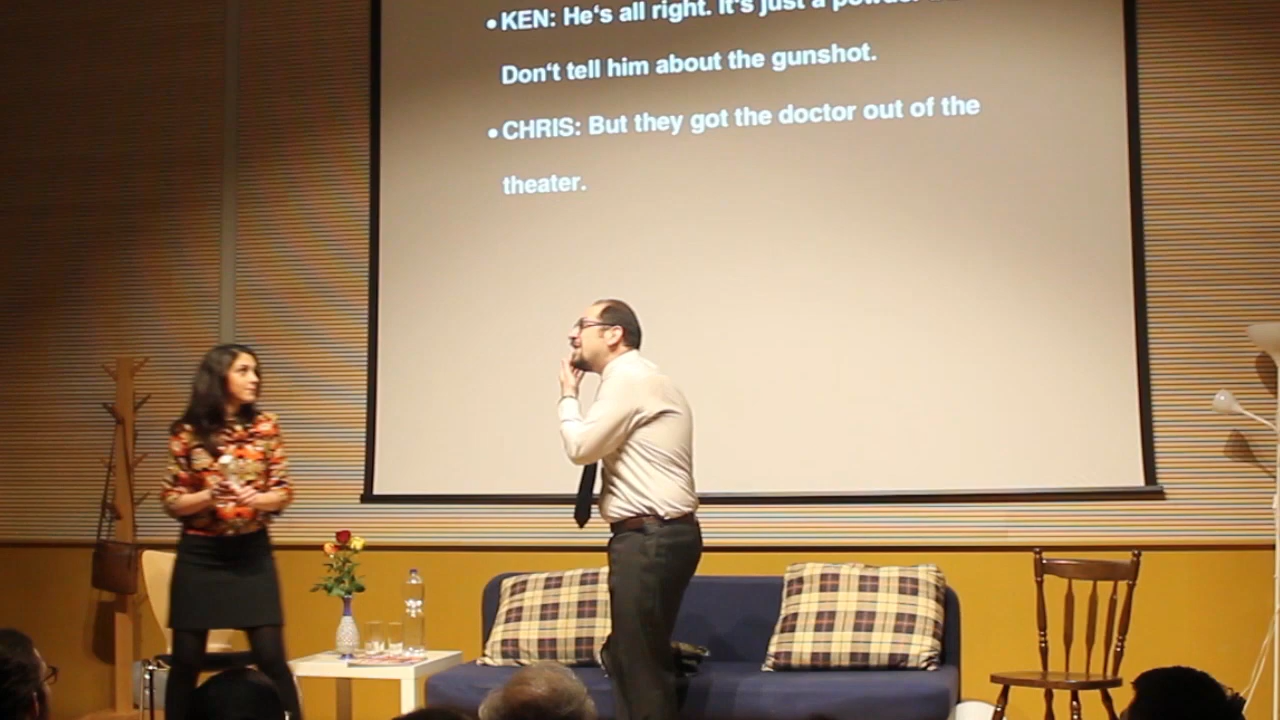 • KEN: He‘s all right. It‘s just a powder
Don‘t tell him about the gunshot.
• CHRIS: But they got the doctor out of the
theater.